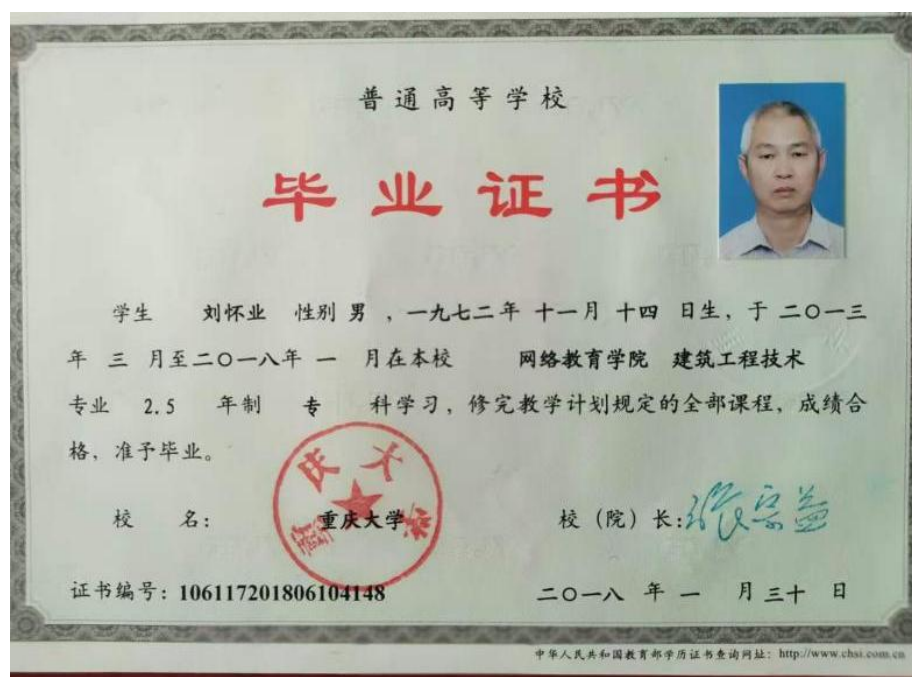 普通高等学校
毕业证书
学生 刘怀业 性别 男 ，一九七二年 十一月 十四 日生，于 二〇一三
年 三 月至二〇一八年 一 月在本校 网络教育学院 建筑工程技术
专业 2.5 年制 专 科学习，修完教学计划规定的全部课程，成绩合
格，准予毕业。
重庆大学
校 名： 重庆大学 校（院）长：张宗益
证书编号：106117201806104148 二〇一八 年 一 月 三十 日
中华人民共和国教育部学历证书查询网址：http://www.chsi.com.cn